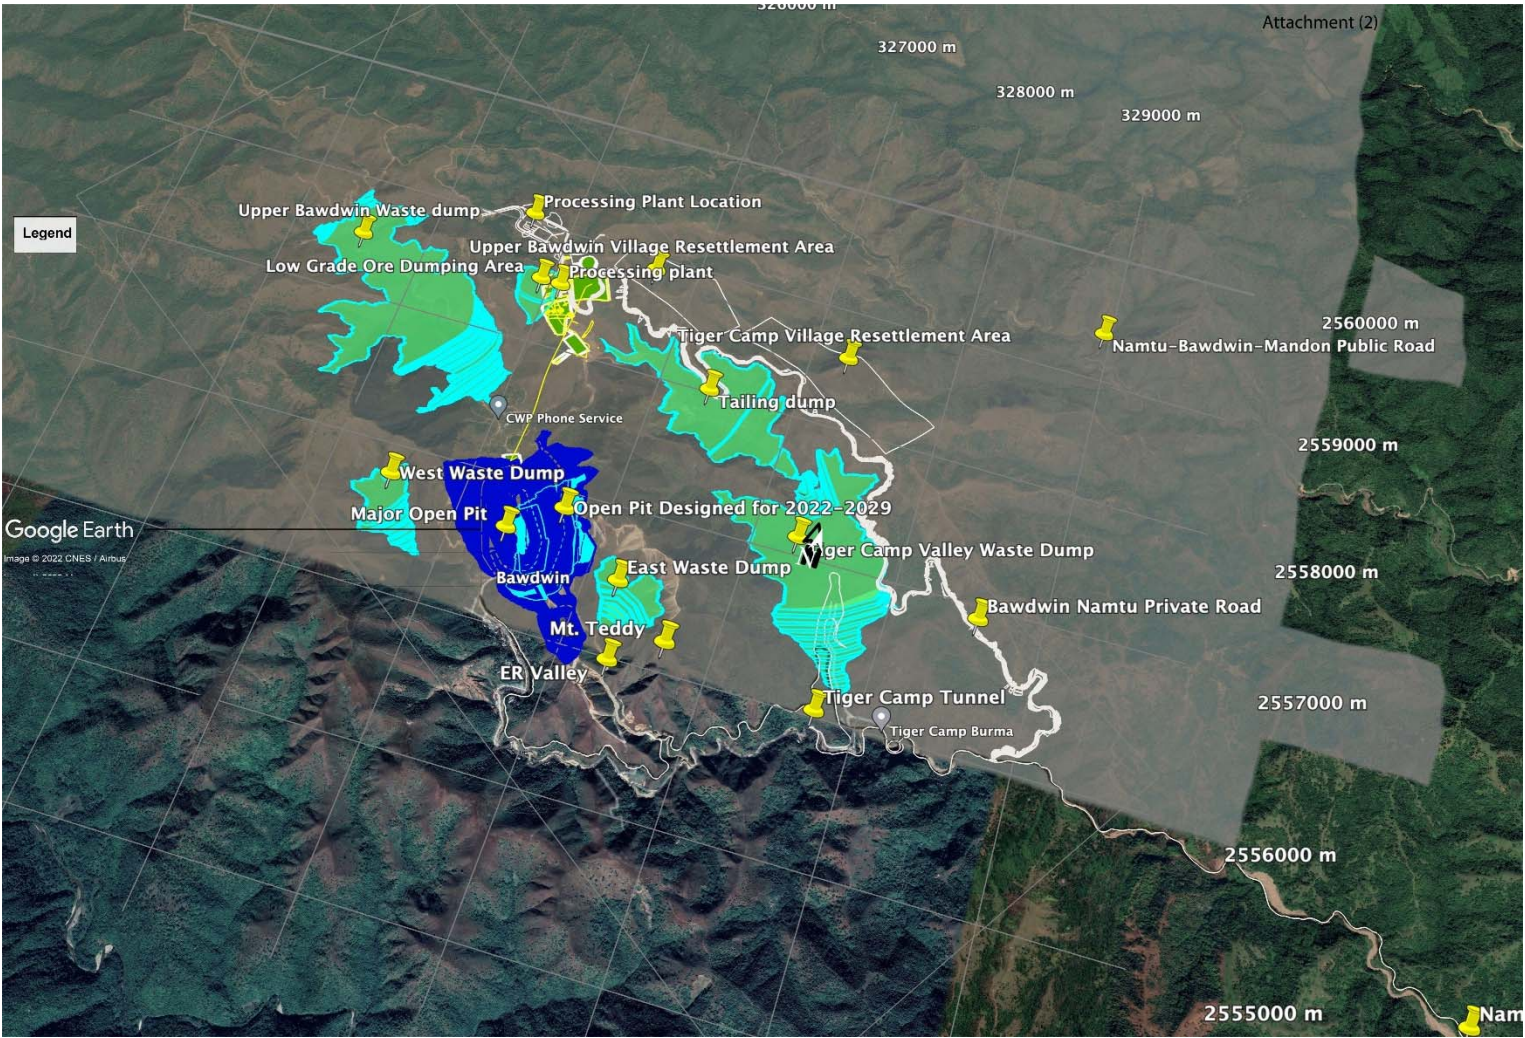 326000 m
Attachment (2)
327000 m
328000 m
329000 m
Processing Plant Location
Upper Bawdwin Waste dump
Legend
Upper Bawdwin Village Resettlement Area
Low Grade Ore Dumping Area
Processing plant
2560000 m
Tiger Camp Village Resettlement Area
Namtu-Bawdwin-Mandon Public Road
Tailing dump
CWP Phone Service
2559000 m
West Waste Dump
Major Open Pit
Open Pit Designed for 2022-2029
Google Earth
Image © 2022 CNES / Airbus
Tiger Camp Valley Waste Dump
East Waste Dump
2558000 m
Bawdwin
Bawdwin Namtu Private Road
Mt. Teddy
ER Valley
Tiger Camp Tunnel
2557000 m
Tiger Camp Burma
2556000 m
2555000 m
Nam